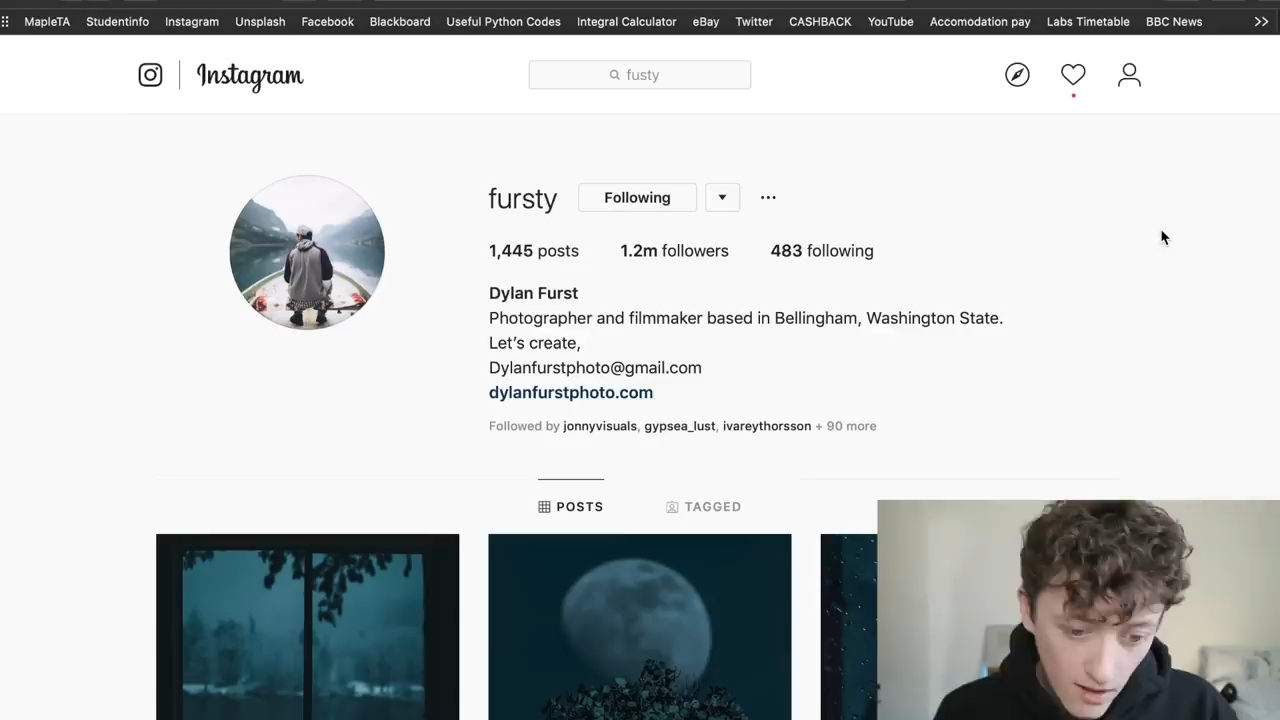 MapleTA Studentinfo Instagram Unsplash Facebook Blackboard Useful Python Codes Integral Calculator eBay Twitter CASHBACK YouTube Accomodation pay Labs Timetable BBC News >>
Instagram fusty
fursty Following
1,445 posts 1.2m followers 483 following
Dylan Furst
Photographer and filmmaker based in Bellingham, Washington State.
Let’s create,
Dylanfurstphoto@gmail.com
dylanfurstphoto.com
Followed by jonnyvisuals, gypsea_lust, ivareythorsson + 90 more
POSTS TAGGED